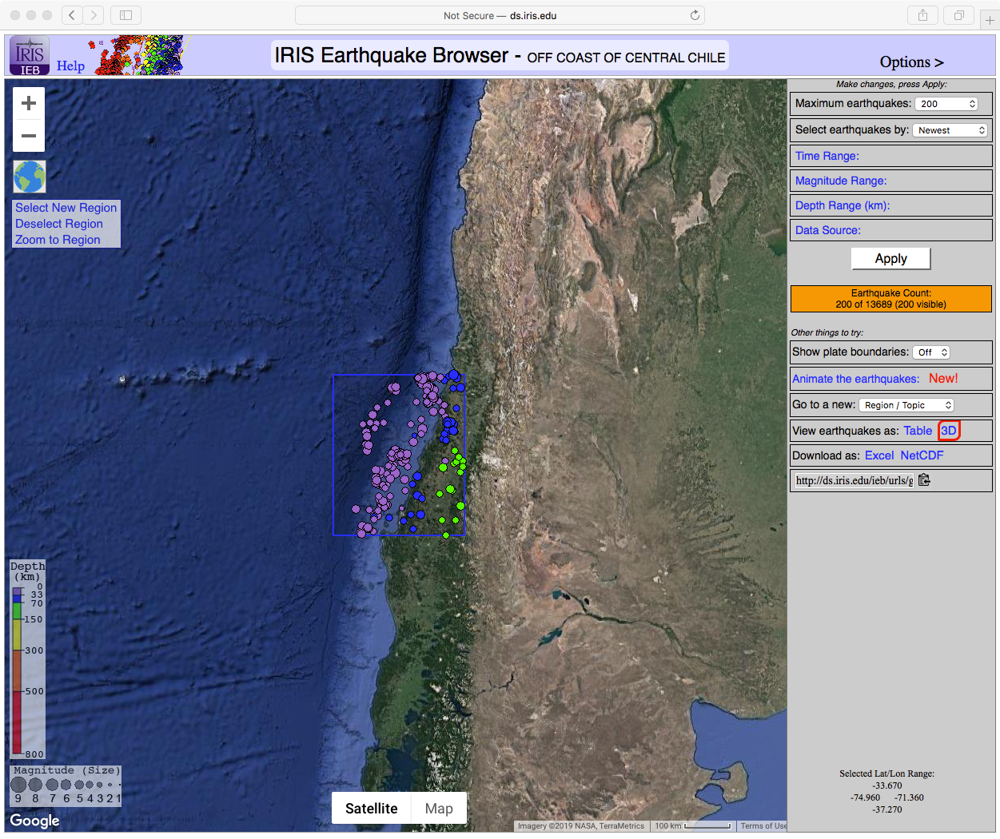 Not Secure — ds.iris.edu
IRIS
IEB
Help
IRIS Earthquake Browser - OFF COAST OF CENTRAL CHILE
Options >
Make changes, press Apply:
Maximum earthquakes: 200
Select earthquakes by: Newest
Time Range:
Magnitude Range:
Depth Range (km):
Data Source:
Apply
Earthquake Count:
200 of 13689 (200 visible)
Other things to try:
Show plate boundaries: Off
Animate the earthquakes: New!
Go to a new: Region / Topic
View earthquakes as: Table 3D
Download as: Excel NetCDF
http://ds.iris.edu/ieb/urls/g
Selected Lat/Lon Range:
-33.670
-74.960 -71.360
-37.270
Select New Region
Deselect Region
Zoom to Region
Depth
(km)
0
33
70
150
300
500
800
Magnitude (Size)
9 8 7 6 5 4 3 2 1
Google
Satellite Map
Imagery ©2019 NASA, TerraMetrics 100 km Terms of Use